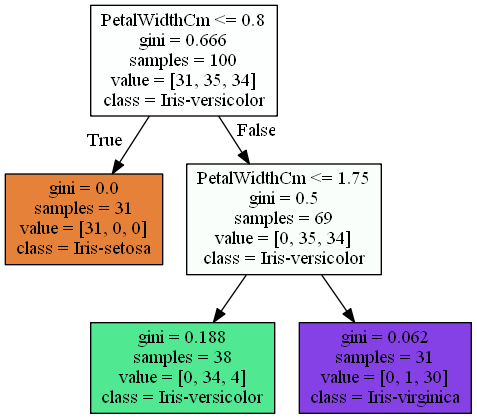 PetalWidthCm <= 0.8
gini = 0.666
samples = 100
value = [31, 35, 34]
class = Iris-versicolor
True
False
gini = 0.0
samples = 31
value = [31, 0, 0]
class = Iris-setosa
PetalWidthCm <= 1.75
gini = 0.5
samples = 69
value = [0, 35, 34]
class = Iris-versicolor
gini = 0.188
samples = 38
value = [0, 34, 4]
class = Iris-versicolor
gini = 0.062
samples = 31
value = [0, 1, 30]
class = Iris-virginica